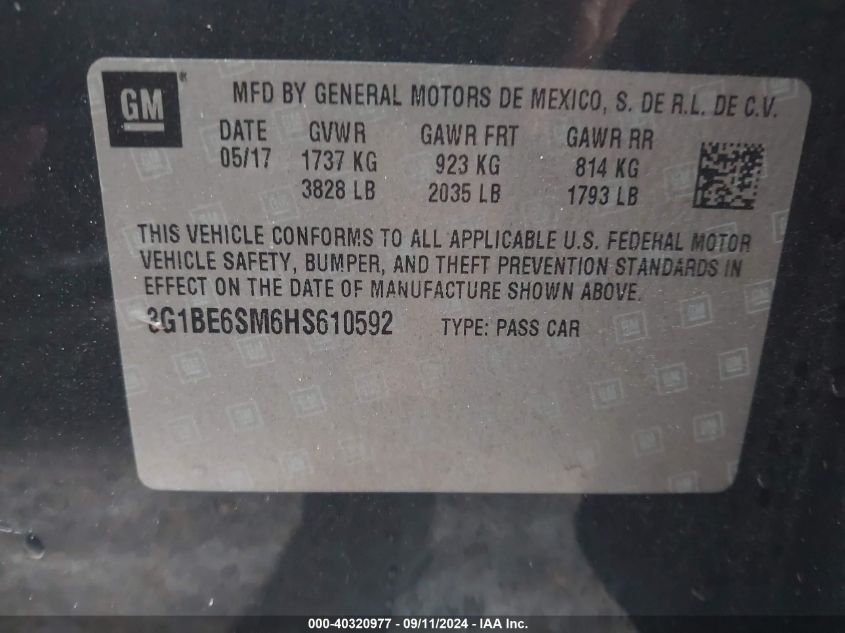 GM ®
MFD BY GENERAL MOTORS DE MEXICO, S. DE R.L. DE C.V.
DATE GVWR GAWR FRT GAWR RR
05/17 1737 KG 923 KG 814 KG
3828 LB 2035 LB 1793 LB
THIS VEHICLE CONFORMS TO ALL APPLICABLE U.S. FEDERAL MOTOR
VEHICLE SAFETY, BUMPER, AND THEFT PREVENTION STANDARDS IN
EFFECT ON THE DATE OF MANUFACTURE SHOWN ABOVE.
3G1BE6SM6HS610592 TYPE: PASS CAR
000-40320977 - 09/11/2024 - IAA Inc.